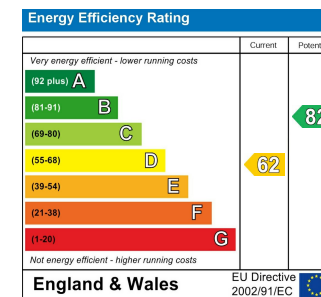 Energy Efficiency Rating
Current Potent
Very energy efficient - lower running costs
(92 plus) A
(81-91) B
(69-80) C
(55-68) D
(39-54) E
(21-38) F
(1-20) G
82
62
Not energy efficient - higher running costs
England & Wales
EU Directive
2002/91/EC